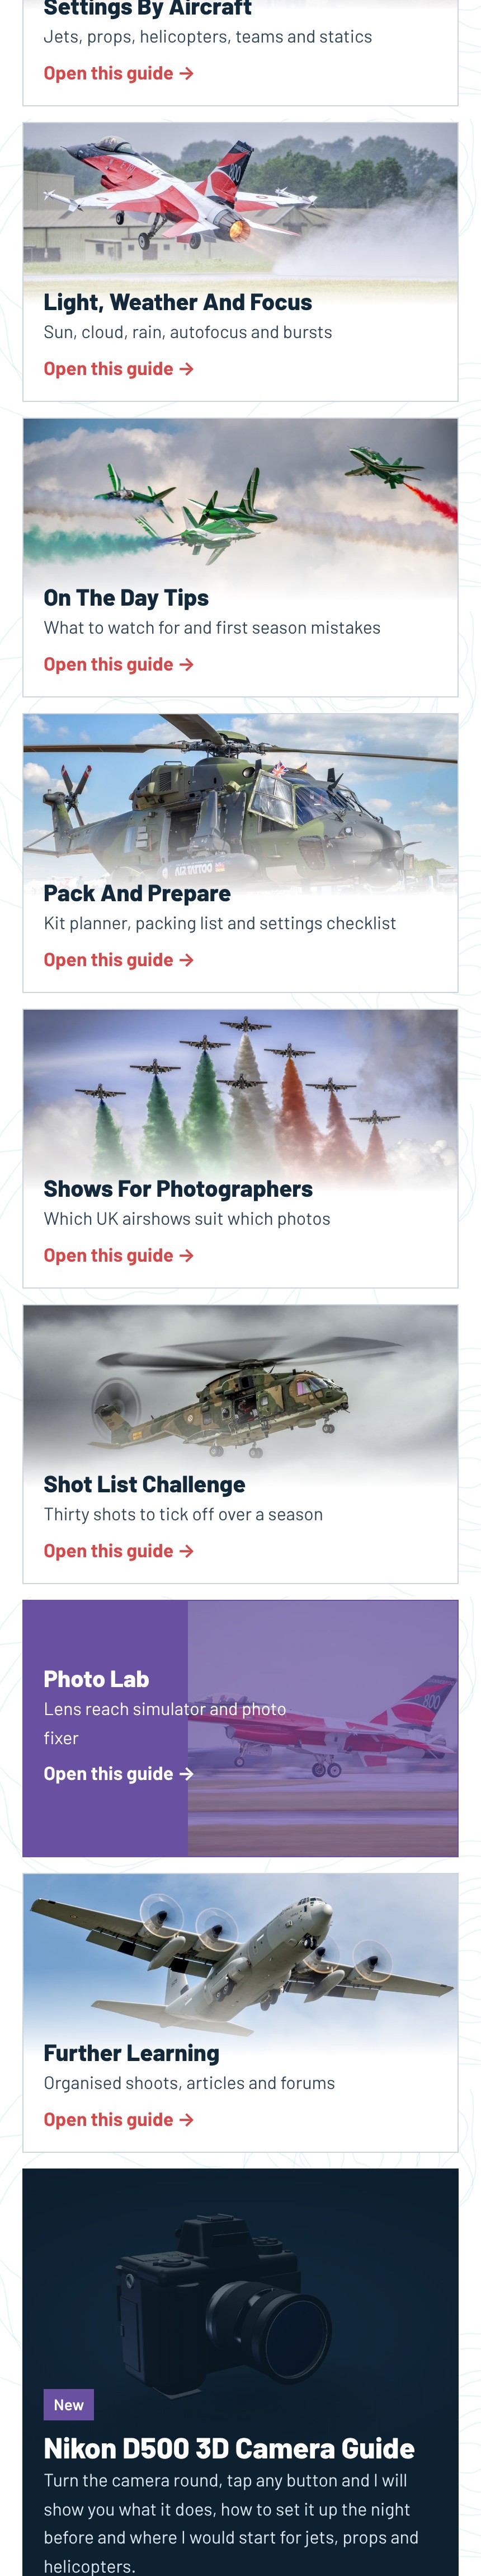 Settings By Aircraft
Jets, props, helicopters, teams and statics
Open this guide →
Light, Weather And Focus
Sun, cloud, rain, autofocus and bursts
Open this guide →
On The Day Tips
What to watch for and first season mistakes
Open this guide →
Pack And Prepare
Kit planner, packing list and settings checklist
Open this guide →
Shows For Photographers
Which UK airshows suit which photos
Open this guide →
Shot List Challenge
Thirty shots to tick off over a season
Open this guide →
800
Photo Lab
Lens reach simulator and photo
fixer
Open this guide →
Further Learning
Organised shoots, articles and forums
Open this guide →
New
Nikon D500 3D Camera Guide
Turn the camera round, tap any button and I will
show you what it does, how to set it up the night
before and where I would start for jets, props and
helicopters.